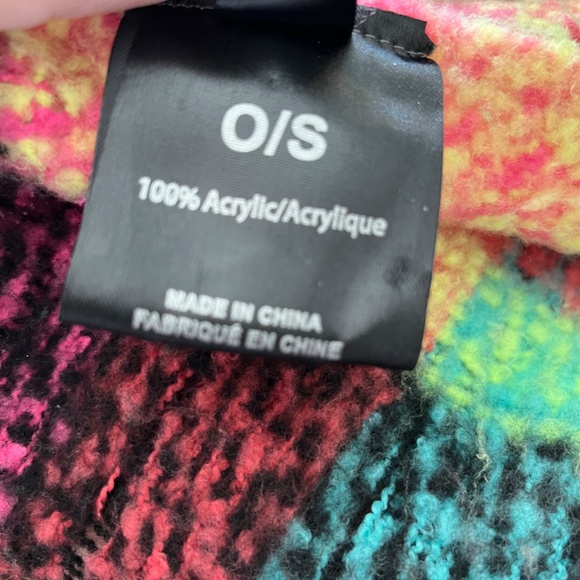 O/S
100% Acrylic/Acrylique
MADE IN CHINA
FABRIQUÉ EN CHINE